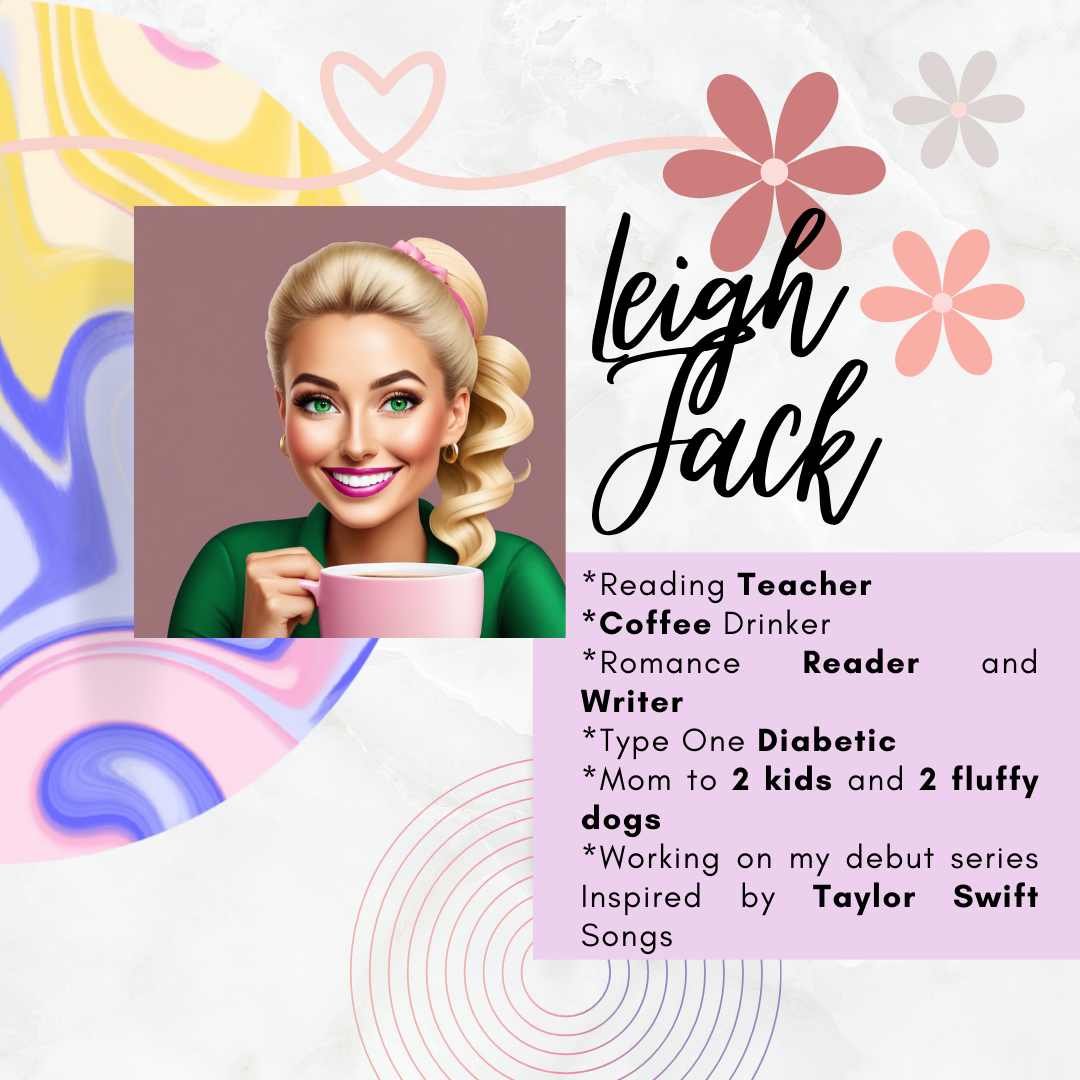 Leigh
Jack
*Reading Teacher
*Coffee Drinker
*Romance Reader and
Writer
*Type One Diabetic
*Mom to 2 kids and 2 fluffy
dogs
*Working on my debut series
Inspired by Taylor Swift
Songs